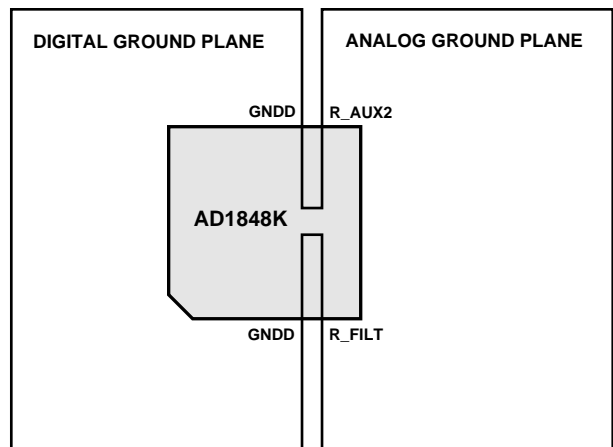 DIGITAL GROUND PLANE
ANALOG GROUND PLANE
GNDD
R_AUX2
AD1848K
GNDD
R_FILT